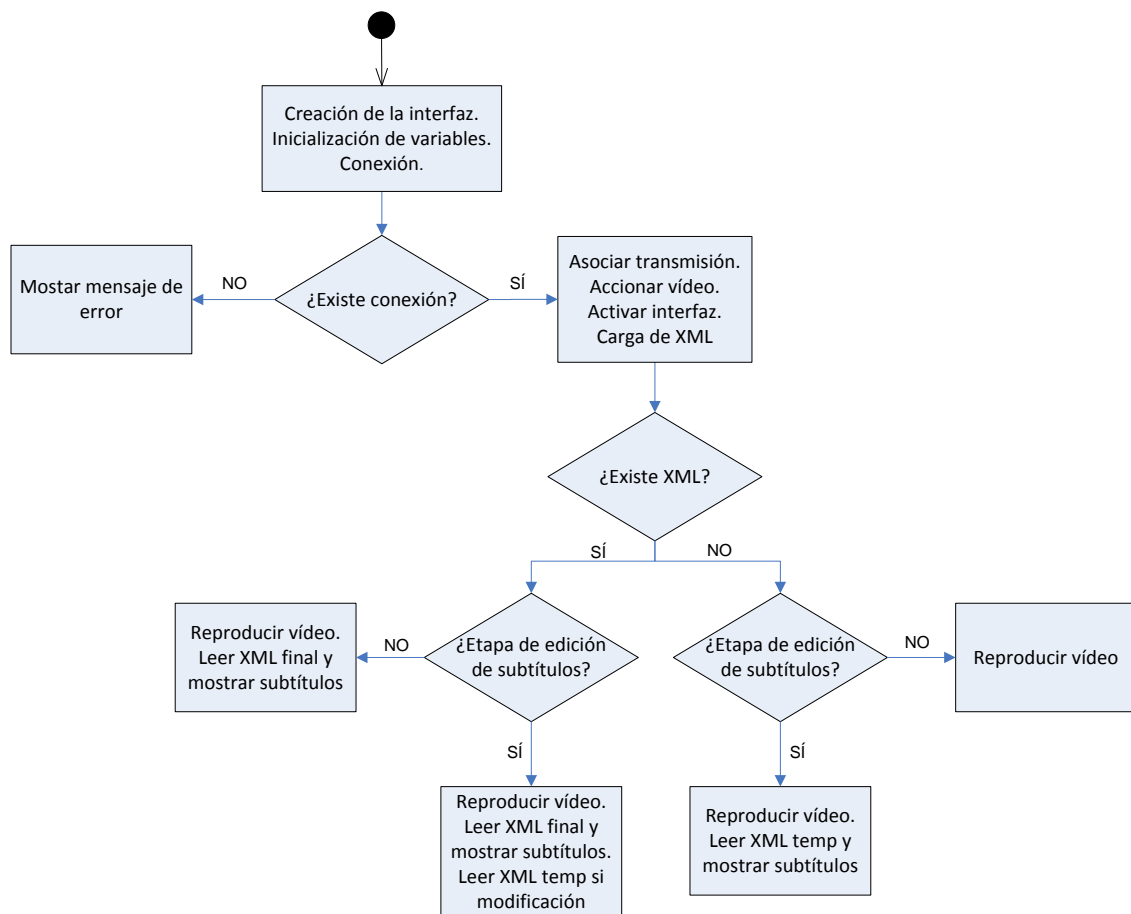 Creación de la interfaz.
Inicialización de variables.
Conexión.
Mostar mensaje de
error
NO
¿Existe conexión?
SÍ
Asociar transmisión.
Accionar vídeo.
Activar interfaz.
Carga de XML
¿Existe XML?
SÍ
NO
Reproducir vídeo.
Leer XML final y
mostrar subtítulos
NO
¿Etapa de edición
de subtítulos?
¿Etapa de edición
de subtítulos?
NO
Reproducir vídeo
SÍ
SÍ
Reproducir vídeo.
Leer XML final y
mostrar subtítulos.
Leer XML temp si
modificación
Reproducir vídeo.
Leer XML temp y
mostrar subtítulos